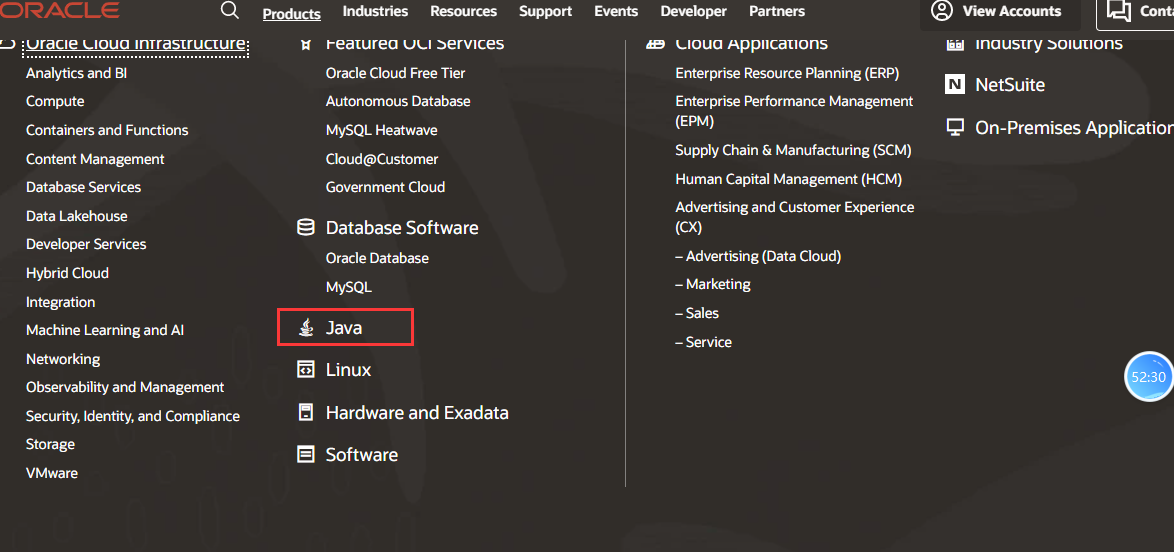 ORACLE
Products
Industries
Resources
Support
Events
Developer
Partners
View Accounts
Oracle Cloud Infrastructure
Analytics and BI
Compute
Containers and Functions
Content Management
Database Services
Data Lakehouse
Developer Services
Hybrid Cloud
Integration
Machine Learning and AI
Networking
Observability and Management
Security, Identity, and Compliance
Storage
VMware
Featured OCI Services
Oracle Cloud Free Tier
Autonomous Database
MySQL Heatwave
Cloud@Customer
Government Cloud
Database Software
Oracle Database
MySQL
Java
Linux
Hardware and Exadata
Software
Cloud Applications
Enterprise Resource Planning (ERP)
Enterprise Performance Management
(EPM)
Supply Chain & Manufacturing (SCM)
Human Capital Management (HCM)
Advertising and Customer Experience
(CX)
– Advertising (Data Cloud)
– Marketing
– Sales
– Service
Industry Solutions
N NetSuite
On-Premises Application
52:30